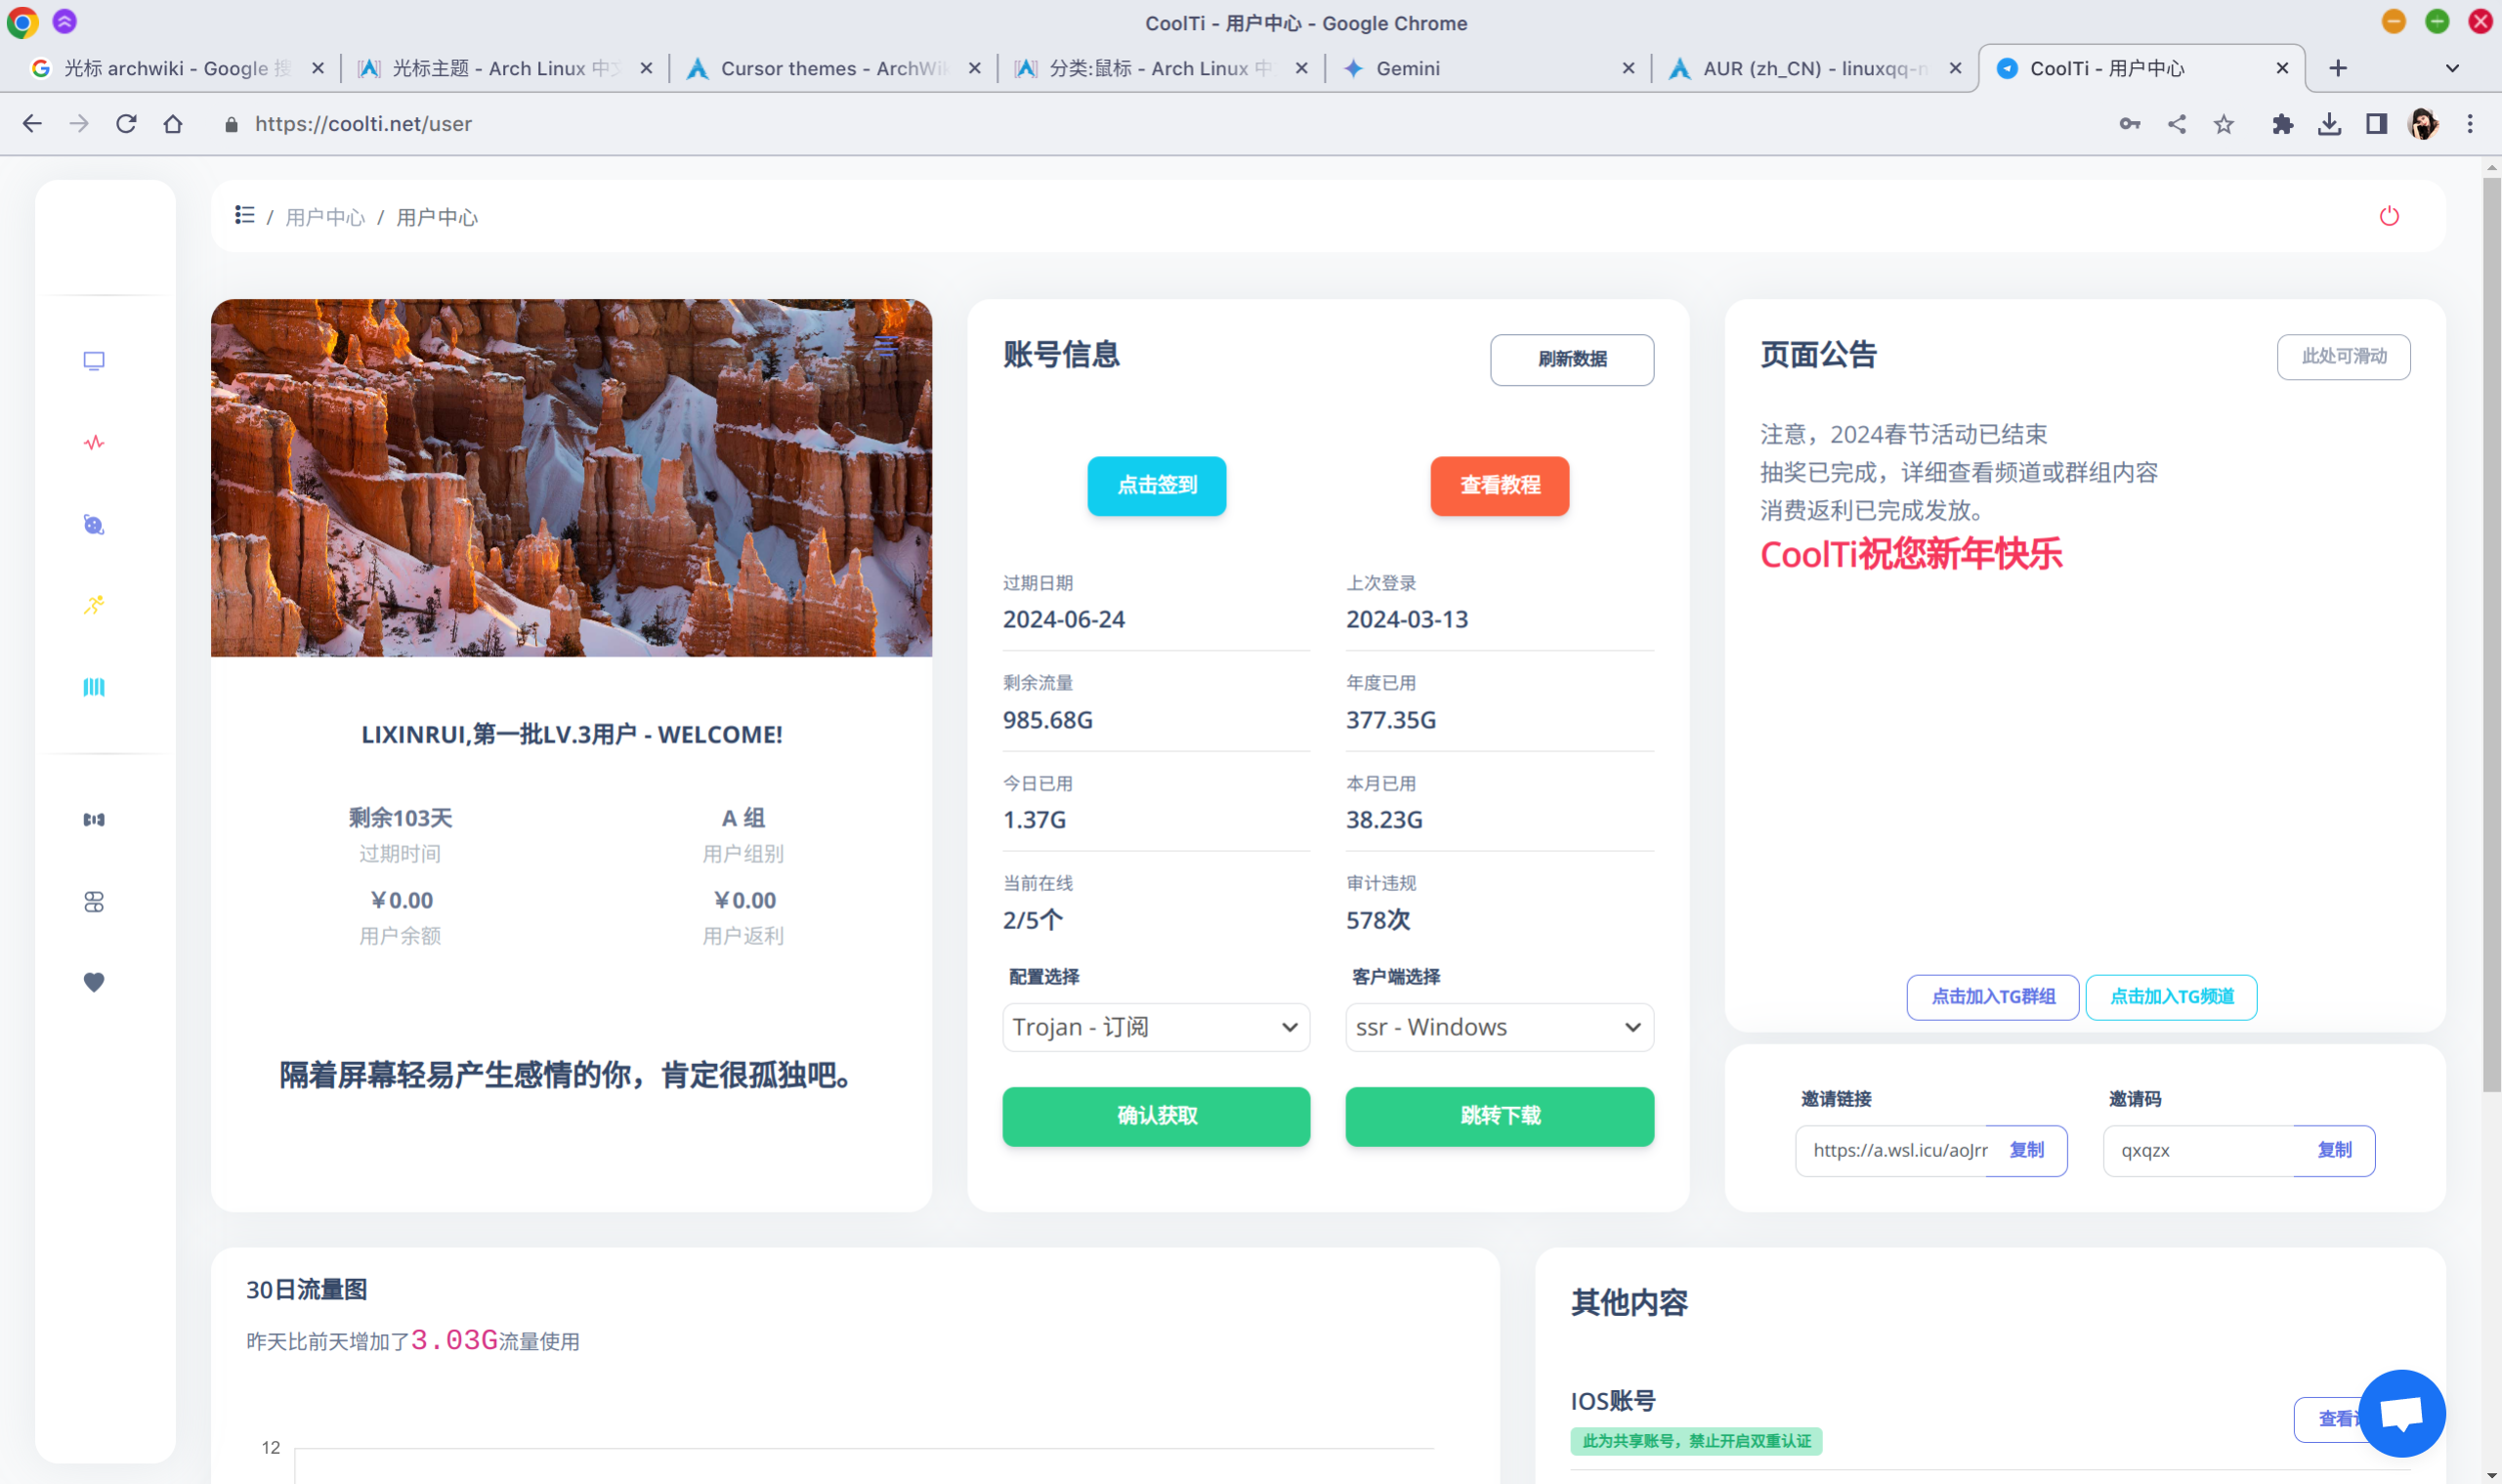 CoolTi - 用户中心 - Google Chrome
光标 archwiki - Google 搜
光标主题 - Arch Linux 中文
Cursor themes - ArchWiki
分类:鼠标 - Arch Linux 中
Gemini
AUR (zh_CN) - linuxqq-n
CoolTi - 用户中心
https://coolti.net/user
/ 用户中心 / 用户中心
LIXINRUI,第一批LV.3用户 - WELCOME!
剩余103天
过期时间
A 组
用户组别
￥0.00
用户余额
￥0.00
用户返利
隔着屏幕轻易产生感情的你，肯定很孤独吧。
账号信息
刷新数据
点击签到
查看教程
过期日期
2024-06-24
上次登录
2024-03-13
剩余流量
985.68G
年度已用
377.35G
今日已用
1.37G
本月已用
38.23G
当前在线
2/5个
审计违规
578次
配置选择
Trojan - 订阅
客户端选择
ssr - Windows
确认获取
跳转下载
页面公告
此处可滑动
注意，2024春节活动已结束
抽奖已完成，详细查看频道或群组内容
消费返利已完成发放。
CoolTi祝您新年快乐
点击加入TG群组
点击加入TG频道
邀请链接
https://a.wsl.icu/aoJrr
复制
邀请码
qxqzx
复制
30日流量图
昨天比前天增加了3.03G流量使用
12
其他内容
IOS账号
此为共享账号，禁止开启双重认证
查看